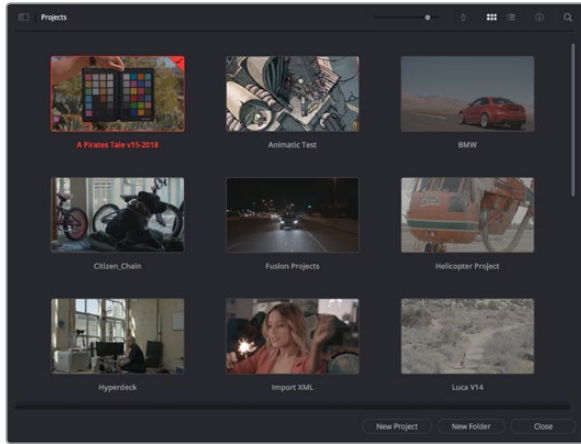 Projects
A Pirates Tale v15-2018
Animatic Test
BMW
Citizen_Chain
Fusion Projects
Helicopter Project
Hyperdeck
Import XML
Luca V14
New Project
New Folder
Close